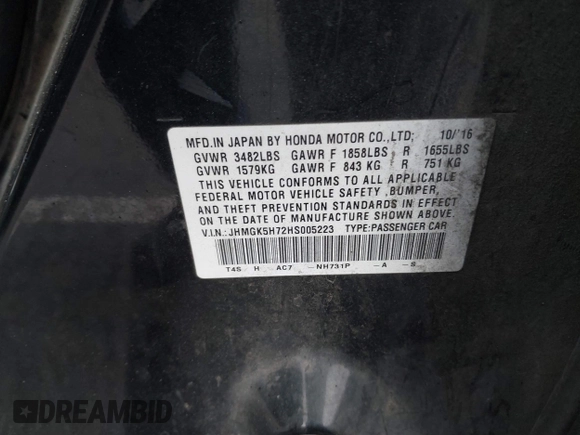 MFD.IN JAPAN BY HONDA MOTOR CO.,LTD; 10/'16
GVWR 3482LBS GAWR F 1858LBS R 1655LBS
GVWR 1579KG GAWR F 843 KG R 751 KG
THIS VEHICLE CONFORMS TO ALL APPLICABLE
FEDERAL MOTOR VEHICLE SAFETY ,BUMPER,
AND THEFT PREVENTION STANDARDS IN EFFECT
ON THE DATE OF MANUFACTURE SHOWN ABOVE.
V.I.N.: JHMGK5H72HS005223 TYPE:PASSENGER CAR
T4S H AC7 -NH731P -A -S
DREAMBID